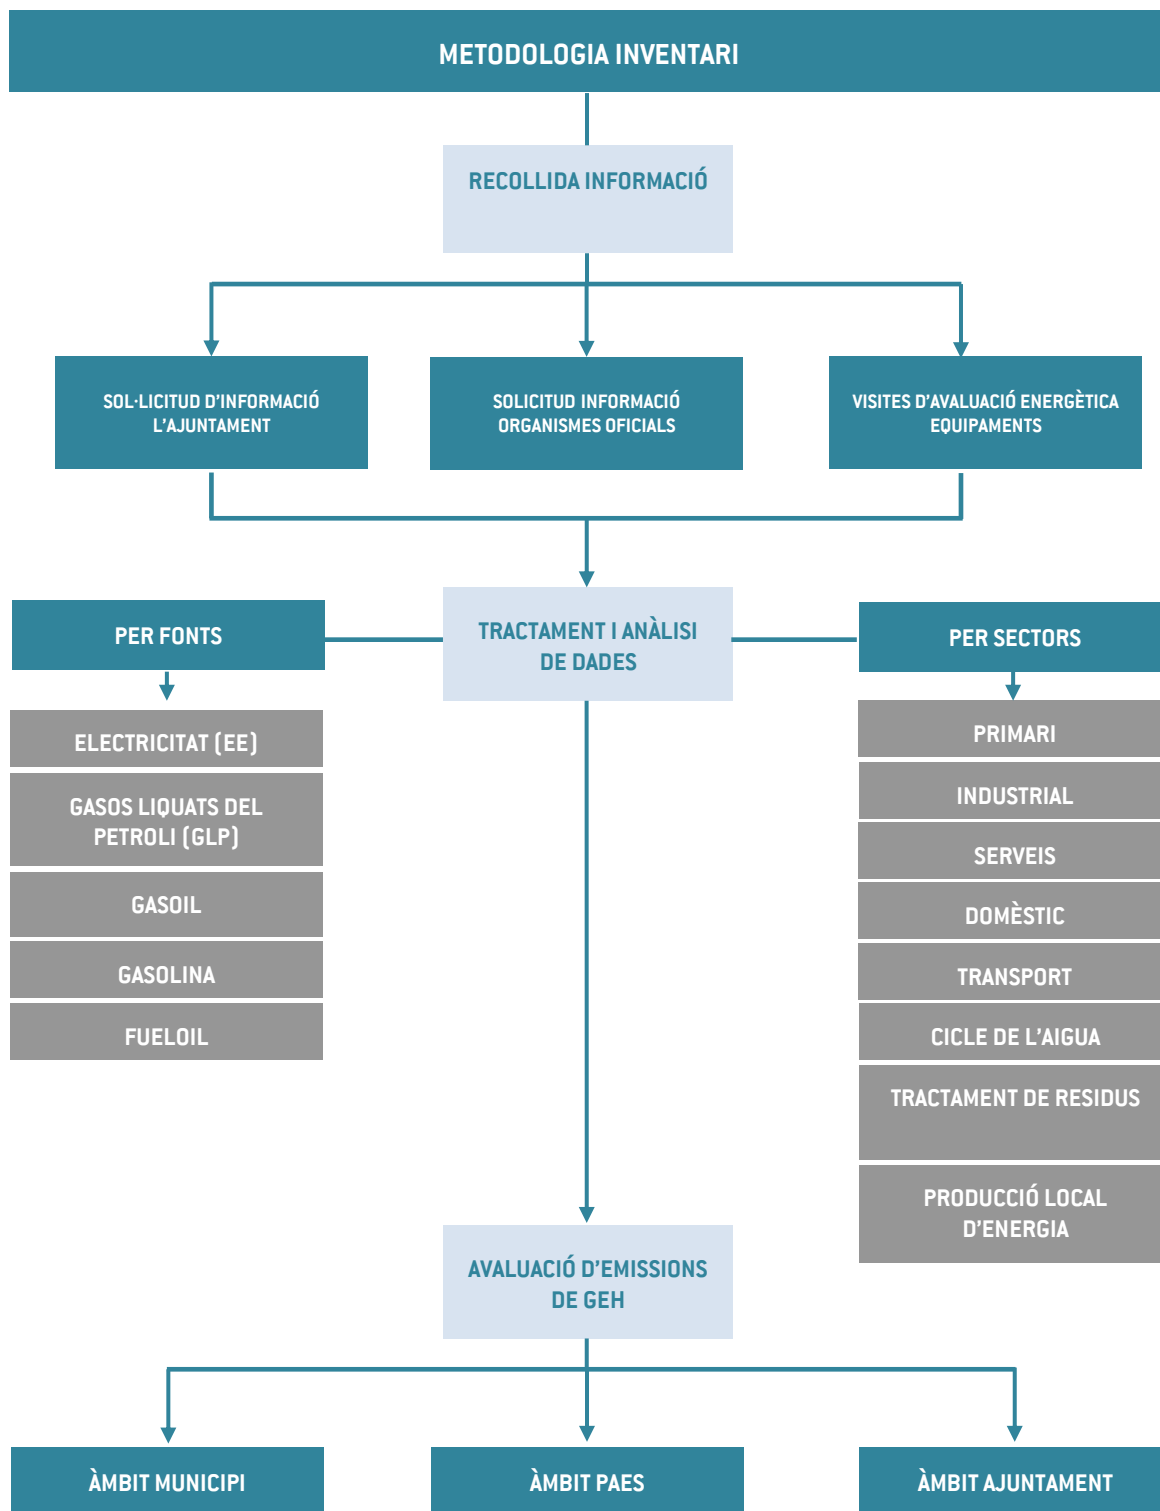 METODOLOGIA INVENTARI
RECOLLIDA INFORMACIÓ
SOL·LICITUD D'INFORMACIÓ
L'AJUNTAMENT
SOLICITUD INFORMACIÓ
ORGANISMES OFICIALS
VISITES D'AVALUACIÓ ENERGÈTICA
EQUIPAMENTS
TRACTAMENT I ANÀLISI
DE DADES
PER FONTS
ELECTRICITAT (EE)
GASOS LIQUATS DEL
PETROLI (GLP)
GASOIL
GASOLINA
FUELOIL
PER SECTORS
PRIMARI
INDUSTRIAL
SERVEIS
DOMÈSTIC
TRANSPORT
CICLE DE L'AIGUA
TRACTAMENT DE RESIDUS
PRODUCCIÓ LOCAL
D'ENERGIA
AVALUACIÓ D'EMISSIONS
DE GEH
ÀMBIT MUNICIPI
ÀMBIT PAES
ÀMBIT AJUNTAMENT